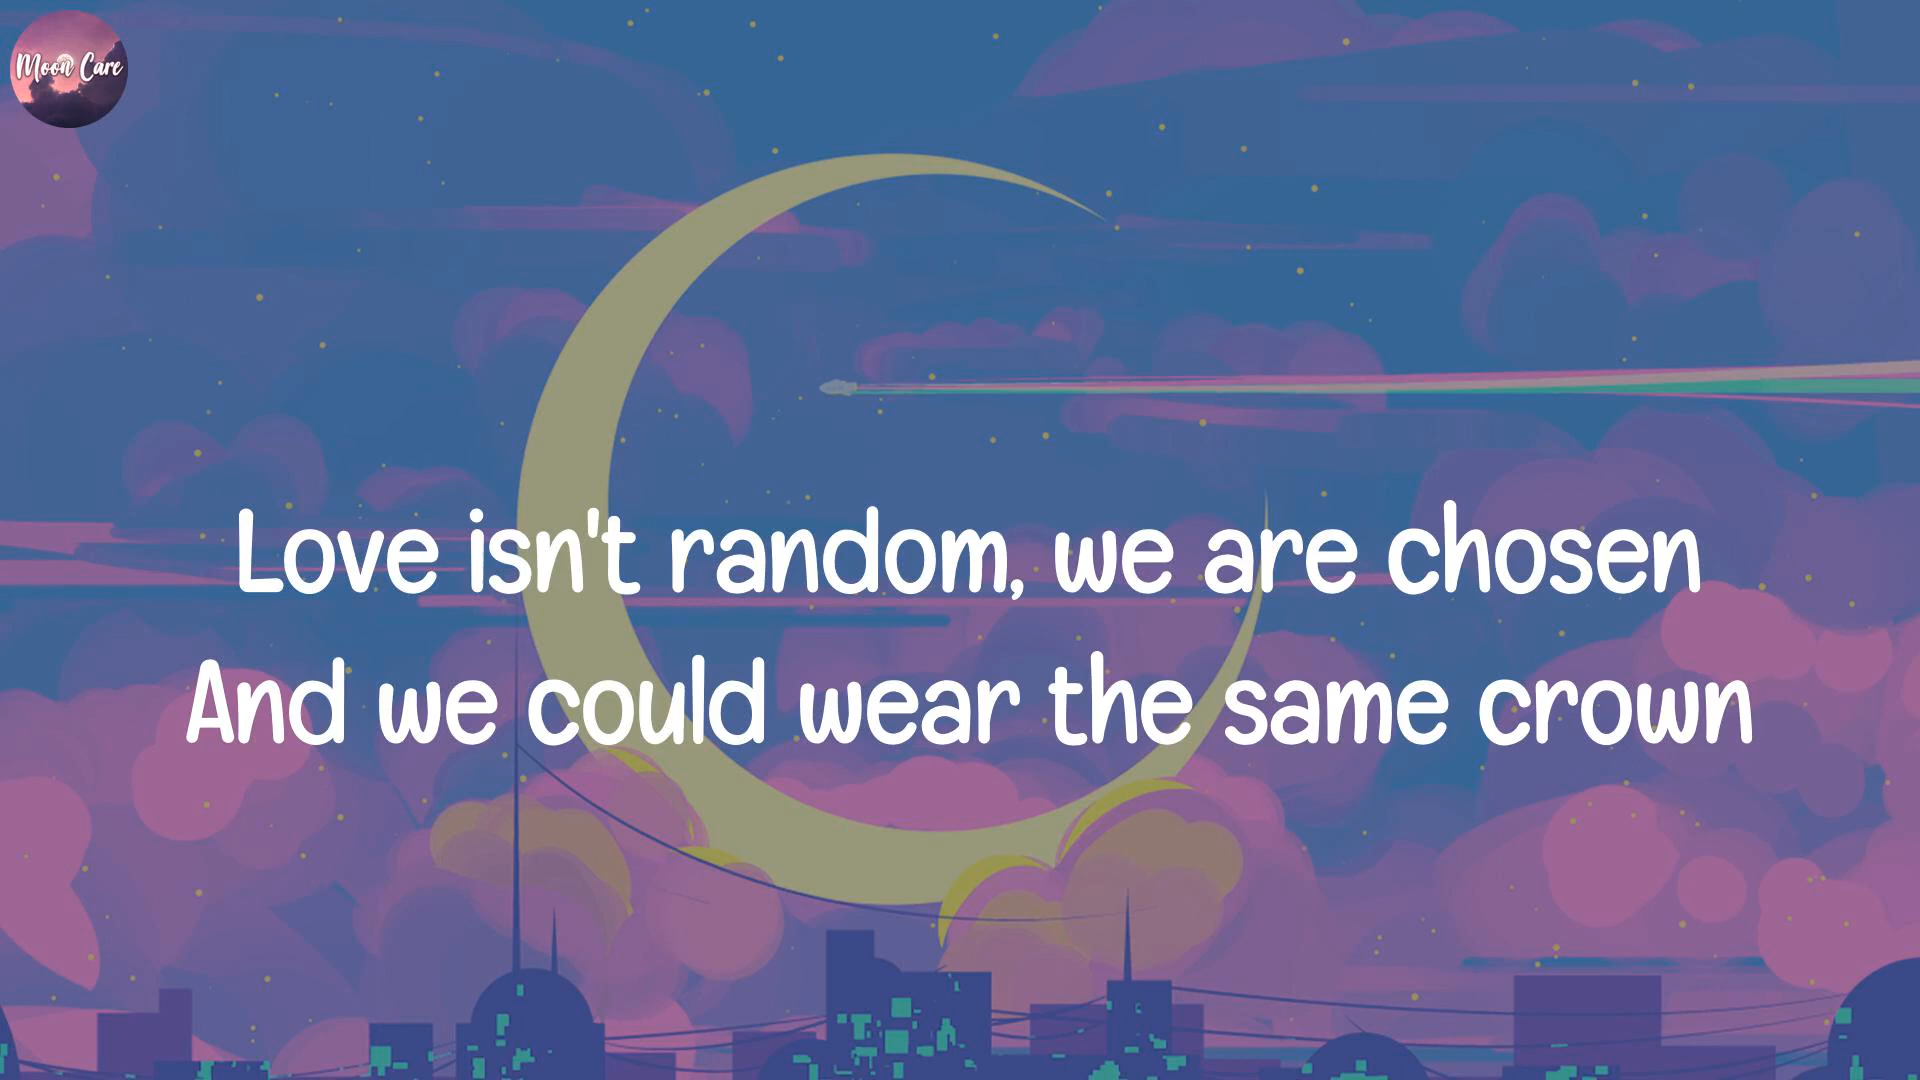 Moon Care
Love isn't random, we are chosen
And we could wear the same crown